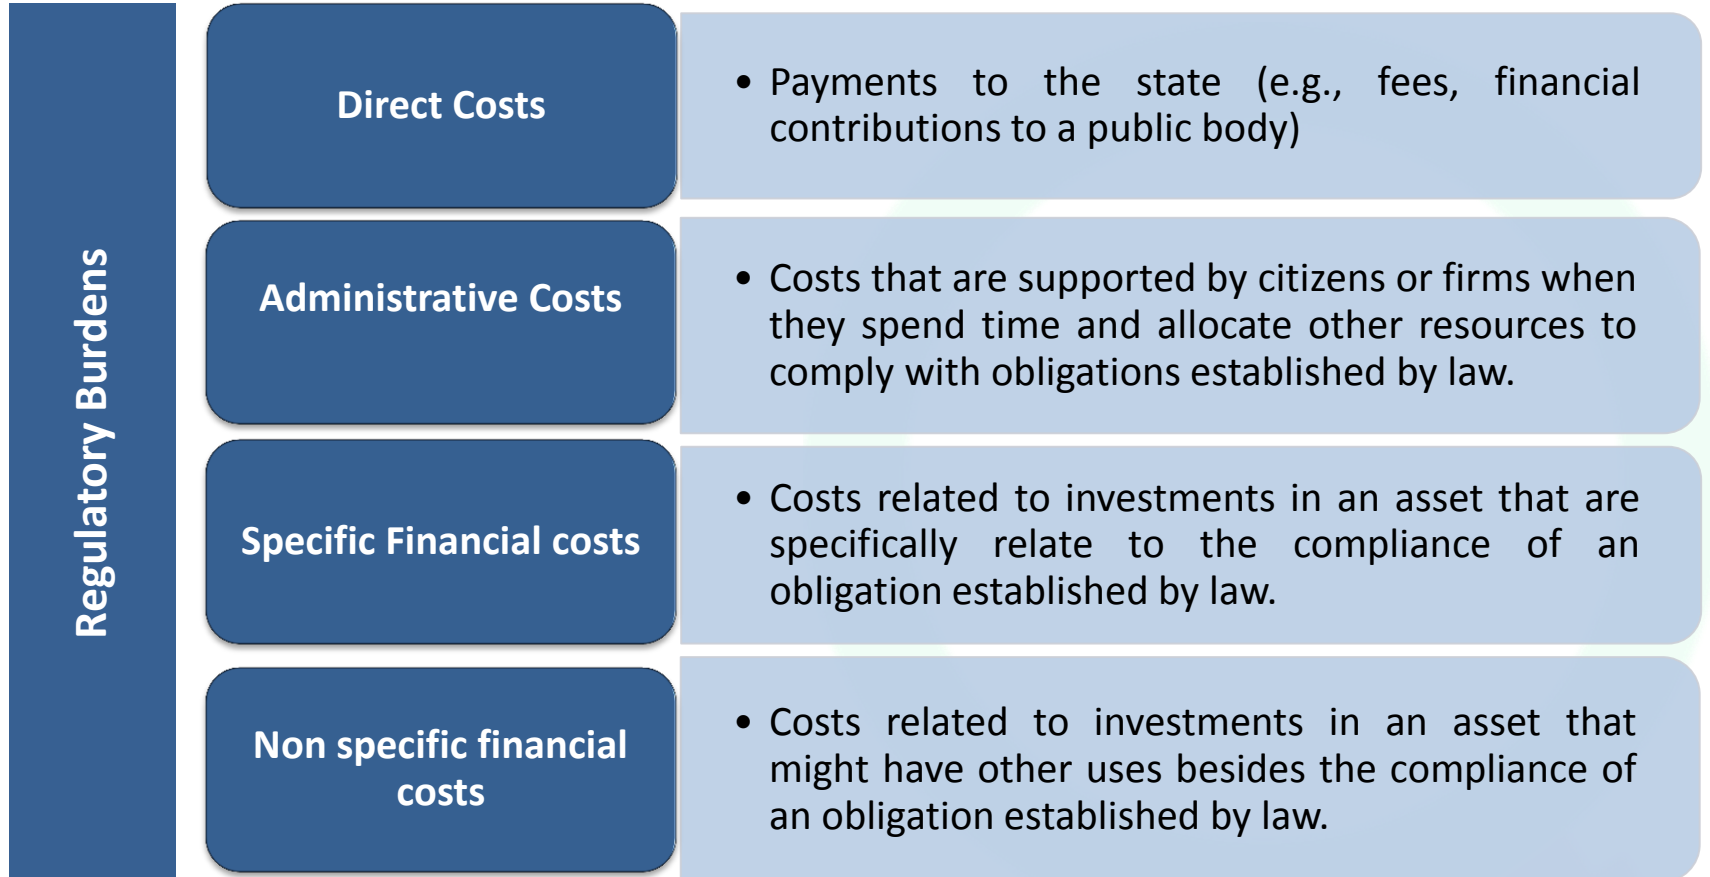 Regulatory Burdens
Direct Costs
• Payments to the state (e.g., fees, financial
contributions to a public body)
Administrative Costs
• Costs that are supported by citizens or firms when
they spend time and allocate other resources to
comply with obligations established by law.
Specific Financial costs
• Costs related to investments in an asset that are
specifically relate to the compliance of an
obligation established by law.
Non specific financial
costs
• Costs related to investments in an asset that
might have other uses besides the compliance of
an obligation established by law.